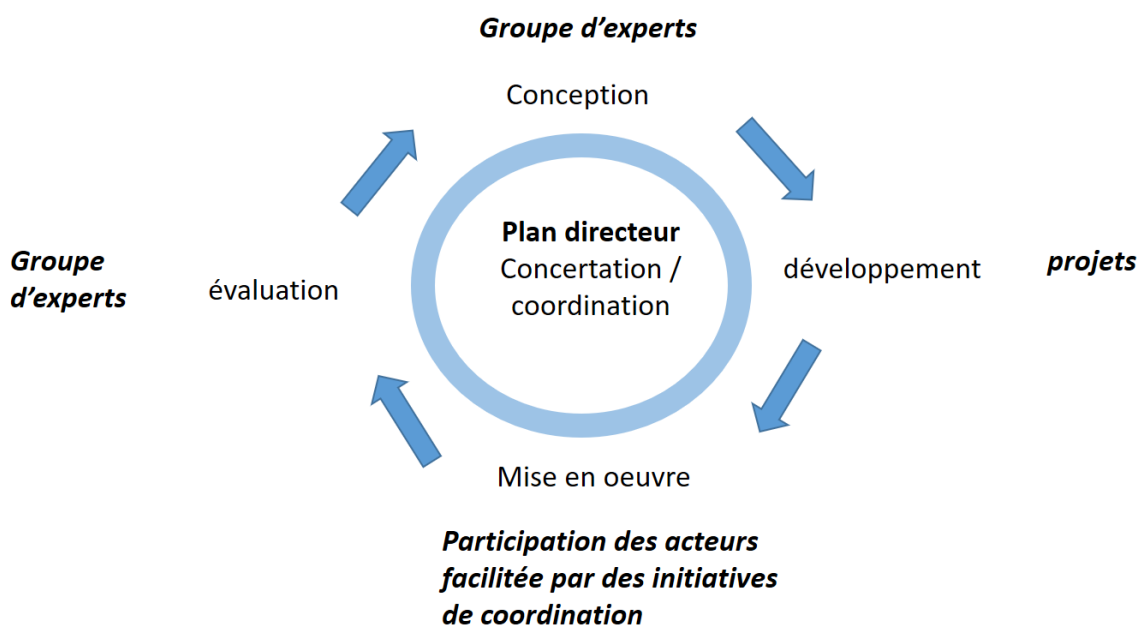 Groupe d’experts
Conception
Plan directeur
Concertation /
coordination
développement
projets
Groupe
d’experts
évaluation
Mise en oeuvre
Participation des acteurs
facilitée par des initiatives
de coordination